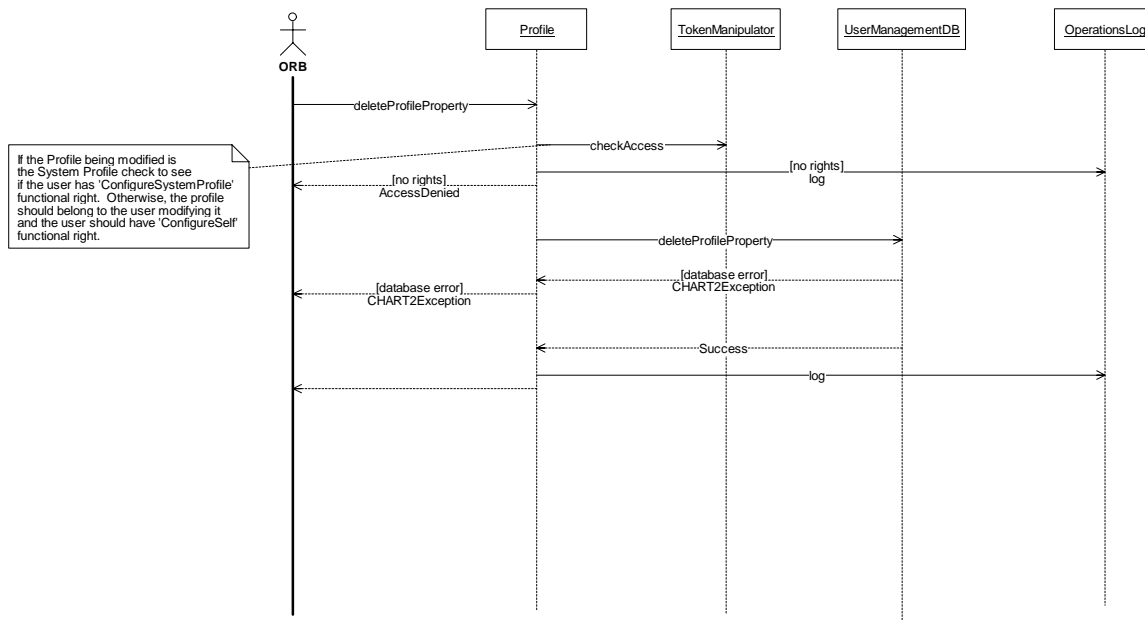 Profile
TokenManipulator
UserManagementDB
OperationsLog
ORB
deleteProfileProperty
If the Profile being modified is
the System Profile check to see
if the user has 'ConfigureSystemProfile'
functional right.  Otherwise, the profile
should belong to the user modifying it
and the user should have 'ConfigureSelf'
functional right.
checkAccess
[no rights]
log
[no rights]
AccessDenied
deleteProfileProperty
[database error]
CHART2Exception
[database error]
CHART2Exception
Success
log